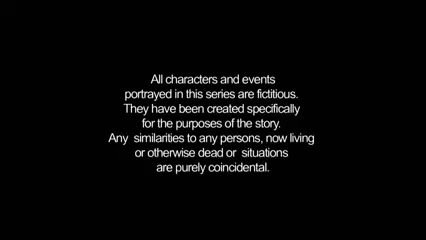 All characters and events
portrayed in this series are fictitious.
They have been created specifically
for the purposes of the story.
Any similarities to any persons, now living
or otherwise dead or situations
are purely coincidental.